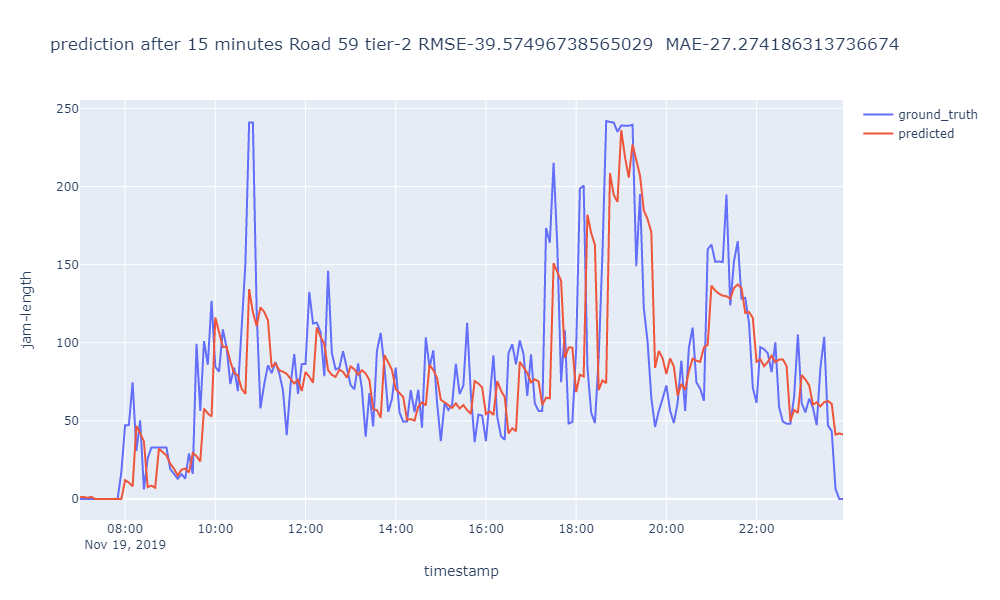 prediction after 15 minutes Road 59 tier-2 RMSE-39.57496738565029  MAE-27.274186313736674
ground_truth
predicted
250
200
150
100
50
0
jam-length
08:00 10:00 12:00 14:00 16:00 18:00 20:00 22:00
Nov 19, 2019
timestamp